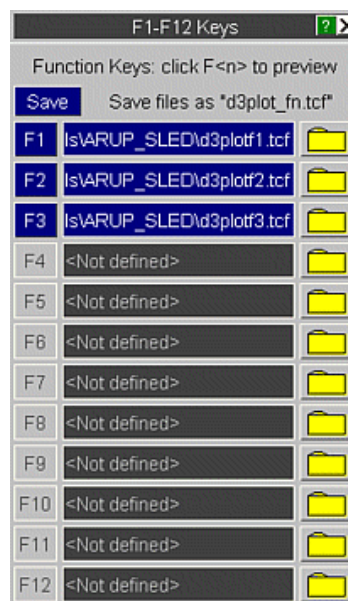 F1-F12 Keys ? X
Function Keys: click F<n> to preview
Save Save files as "d3plot_fn.tcf"
F1 ls\ARUP_SLED\d3plotf1.tcf
F2 ls\ARUP_SLED\d3plotf2.tcf
F3 ls\ARUP_SLED\d3plotf3.tcf
F4 <Not defined>
F5 <Not defined>
F6 <Not defined>
F7 <Not defined>
F8 <Not defined>
F9 <Not defined>
F10 <Not defined>
F11 <Not defined>
F12 <Not defined>